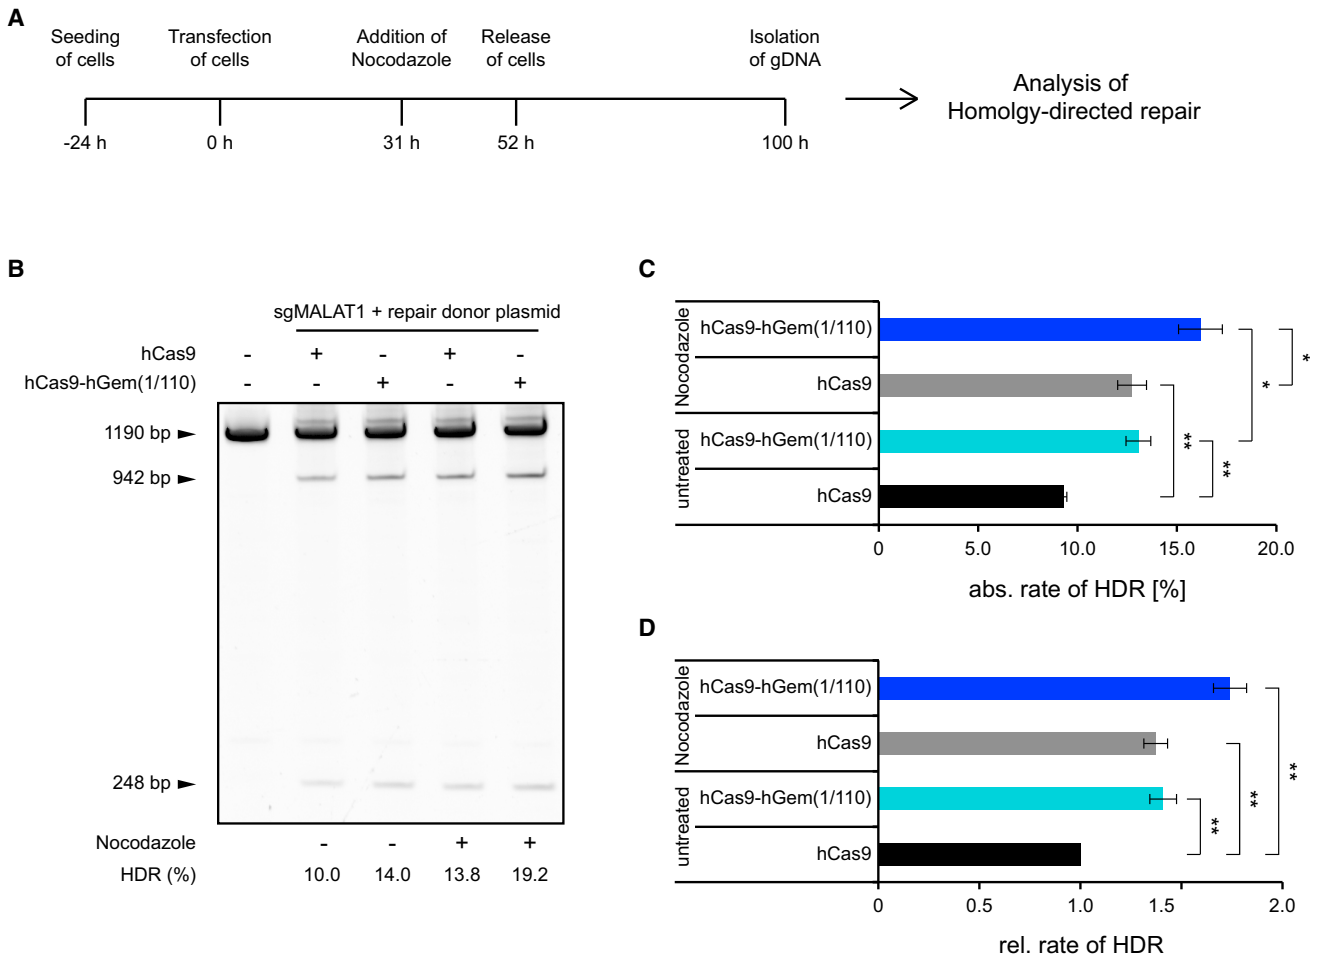 A
Seeding
of cells
Transfection
of cells
Addition of
Nocodazole
Release
of cells
Isolation
of gDNA
-24 h
0 h
31 h
52 h
100 h
Analysis of
Homolgy-directed repair
B
sgMALAT1 + repair donor plasmid
hCas9 - + - + -
hCas9-hGem(1/110) - - + - +
1190 bp
942 bp
248 bp
Nocodazole - - + +
HDR (%) 10.0 14.0 13.8 19.2
C
Nocodazole
hCas9-hGem(1/110)
hCas9
untreated
hCas9-hGem(1/110)
hCas9
**
**
*
*
0 5.0 10.0 15.0 20.0
abs. rate of HDR [%]
D
Nocodazole
hCas9-hGem(1/110)
hCas9
untreated
hCas9-hGem(1/110)
hCas9
**
**
**
0 0.5 1.0 1.5 2.0
rel. rate of HDR